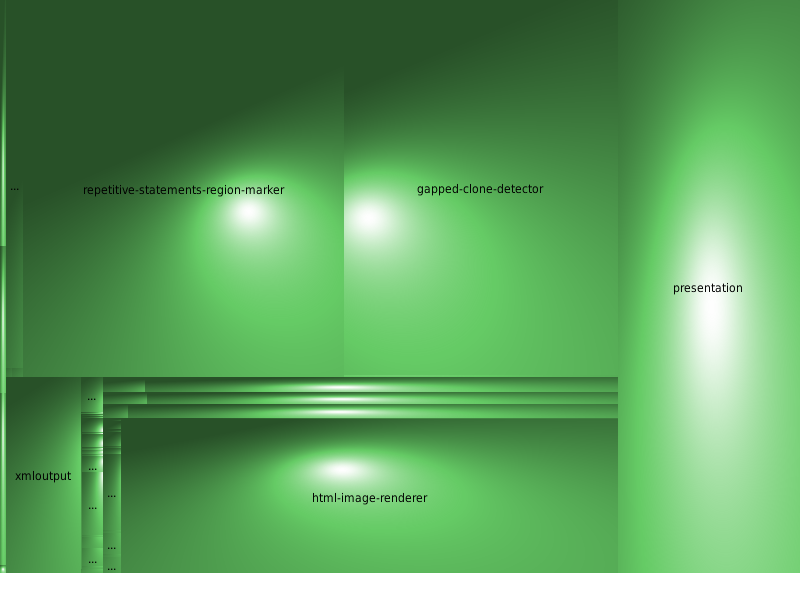 ...
repetitive-statements-region-marker
gapped-clone-detector
presentation
...
...
xmloutput
...
html-image-renderer
...
...
...
...